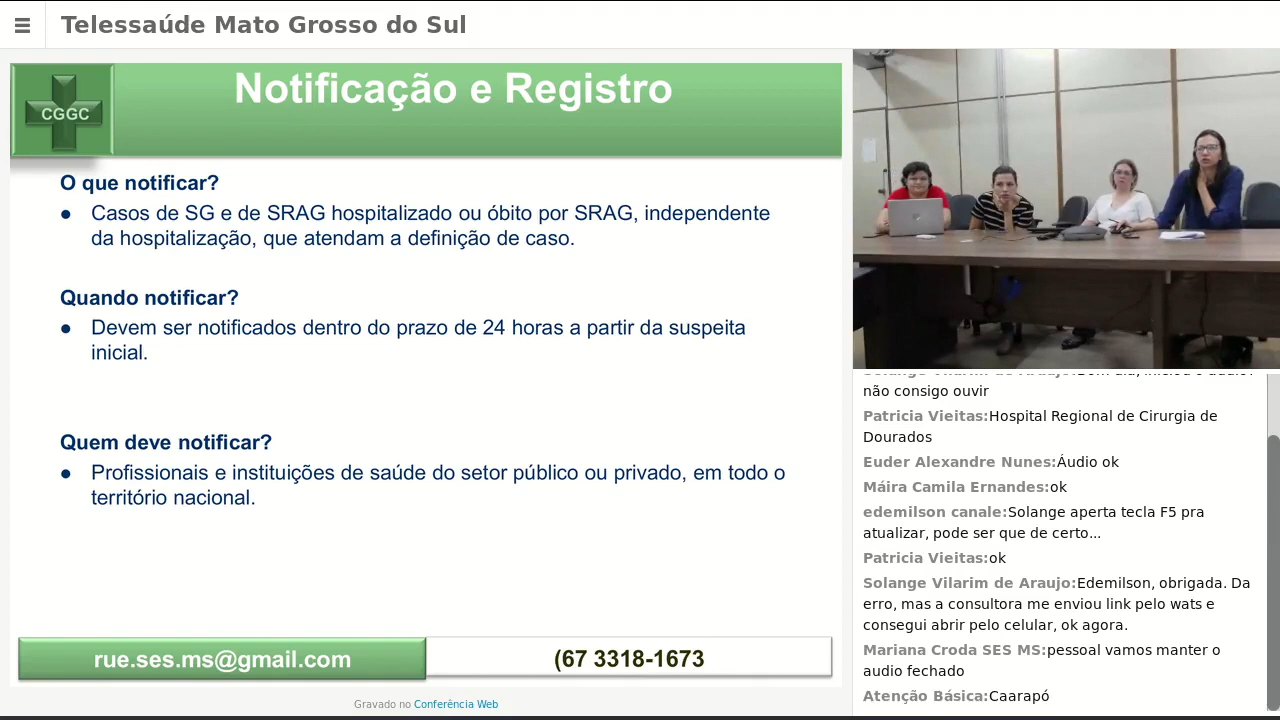 Telessaúde Mato Grosso do Sul
CGGC
Notificação e Registro
O que notificar?
● Casos de SG e de SRAG hospitalizado ou óbito por SRAG, independente
da hospitalização, que atendam a definição de caso.
Quando notificar?
● Devem ser notificados dentro do prazo de 24 horas a partir da suspeita
inicial.
Quem deve notificar?
● Profissionais e instituições de saúde do setor público ou privado, em todo o
território nacional.
rue.ses.ms@gmail.com
(67 3318-1673
Gravado no Conferência Web
não consigo ouvir
Patricia Vieitas:Hospital Regional de Cirurgia de
Dourados
Euder Alexandre Nunes:Áudio ok
Máira Camila Ernandes:ok
edemilson canale:Solange aperta tecla F5 pra
atualizar, pode ser que de certo...
Patricia Vieitas:ok
Solange Vilarim de Araujo:Edemilson, obrigada. Da
erro, mas a consultora me enviou link pelo wats e
consegui abrir pelo celular, ok agora.
Mariana Croda SES MS:pessoal vamos manter o
audio fechado
Atenção Básica:Caarapó